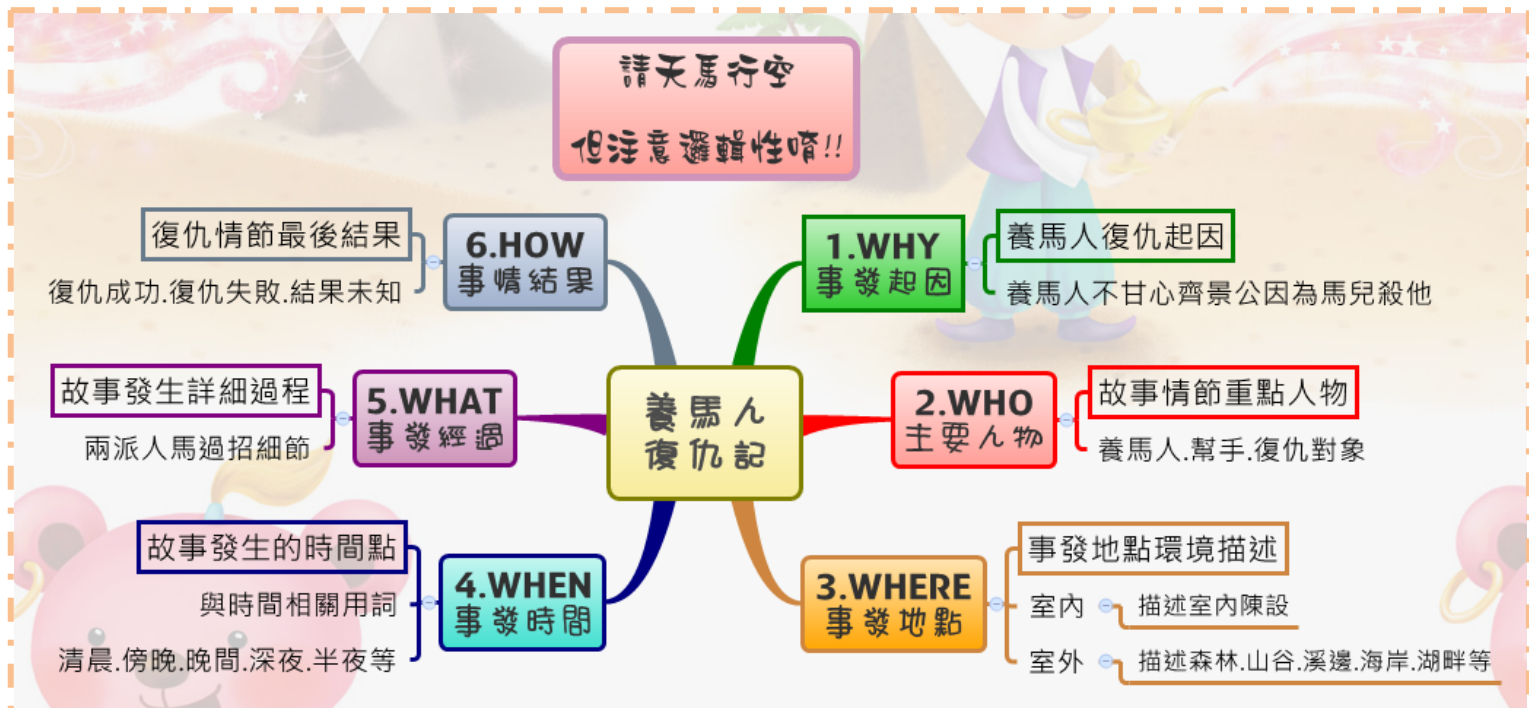 請天馬行空
但注意邏輯性唷!!
養馬人
復仇記
1.WHY
事發起因
養馬人復仇起因
養馬人不甘心齊景公因為馬兒殺他
2.WHO
主要人物
故事情節重點人物
養馬人.幫手.復仇對象
3.WHERE
事發地點
事發地點環境描述
室內
描述室內陳設
室外
描述森林.山谷.溪邊.海岸.湖畔等
4.WHEN
事發時間
故事發生的時間點
與時間相關用詞
清晨.傍晚.晚間.深夜.半夜等
5.WHAT
事發經過
故事發生詳細過程
兩派人馬過招細節
6.HOW
事情結果
復仇情節最後結果
復仇成功.復仇失敗.結果未知